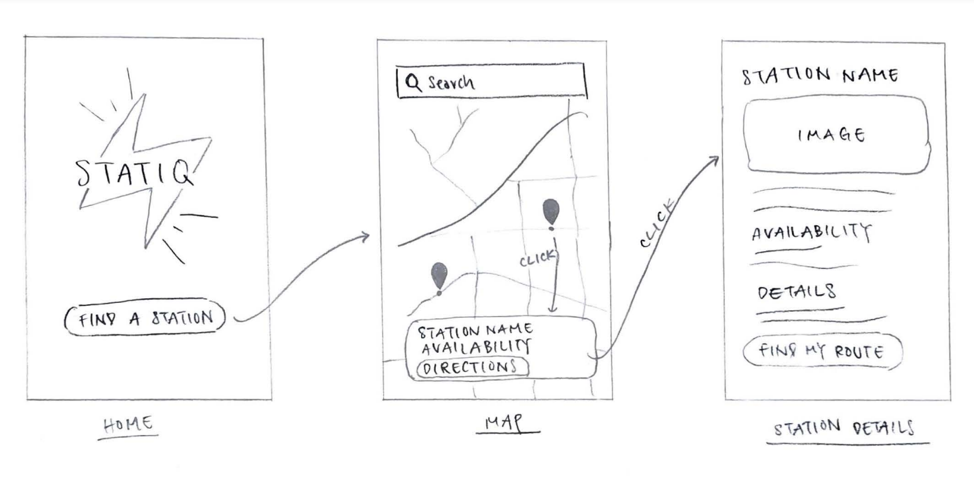 STATIQ
FIND A STATION
HOME
Search
CLICK
STATION NAME
AVAILABILITY
DIRECTIONS
MAP
CLICK
STATION NAME
IMAGE
AVAILABILITY
DETAILS
FIND MY ROUTE
STATION DETAILS